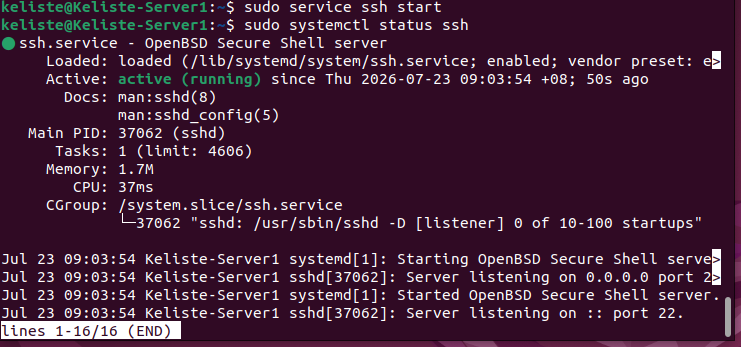 keliste@Keliste-Server1:~$ sudo service ssh start
keliste@Keliste-Server1:~$ sudo systemctl status ssh
● ssh.service - OpenBSD Secure Shell server
     Loaded: loaded (/lib/systemd/system/ssh.service; enabled; vendor preset: e>
     Active: active (running) since Thu 2026-07-23 09:03:54 +08; 50s ago
       Docs: man:sshd(8)
             man:sshd_config(5)
   Main PID: 37062 (sshd)
      Tasks: 1 (limit: 4606)
     Memory: 1.7M
        CPU: 37ms
     CGroup: /system.slice/ssh.service
             └─37062 "sshd: /usr/sbin/sshd -D [listener] 0 of 10-100 startups"

Jul 23 09:03:54 Keliste-Server1 systemd[1]: Starting OpenBSD Secure Shell serve>
Jul 23 09:03:54 Keliste-Server1 sshd[37062]: Server listening on 0.0.0.0 port 2>
Jul 23 09:03:54 Keliste-Server1 systemd[1]: Started OpenBSD Secure Shell server.
Jul 23 09:03:54 Keliste-Server1 sshd[37062]: Server listening on :: port 22.
lines 1-16/16 (END)